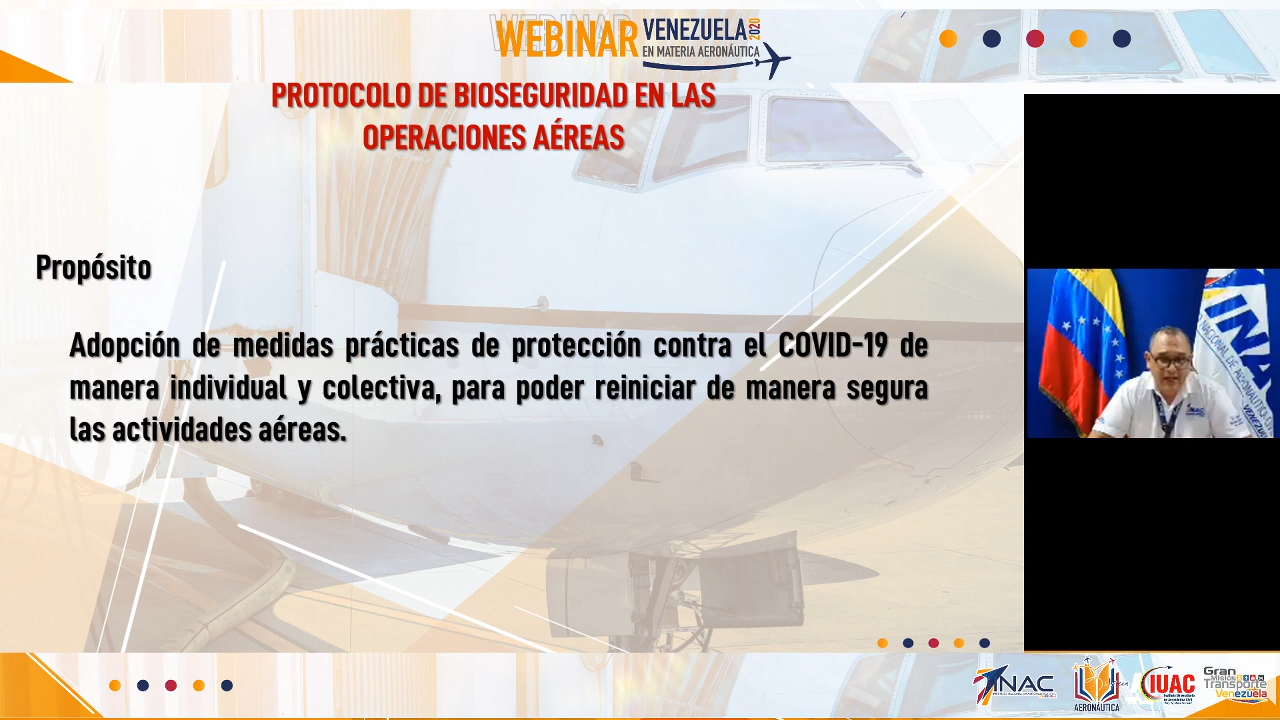 WEBINAR
VENEZUELA 2020
EN MATERIA AERONÁUTICA
PROTOCOLO DE BIOSEGURIDAD EN LAS
OPERACIONES AÉREAS
Propósito
Adopción de medidas prácticas de protección contra el COVID-19 de
manera individual y colectiva, para poder reiniciar de manera segura
las actividades aéreas.
INAC
AERONÁUTICA
IUAC
Gran
Misión
Transporte
Venezuela